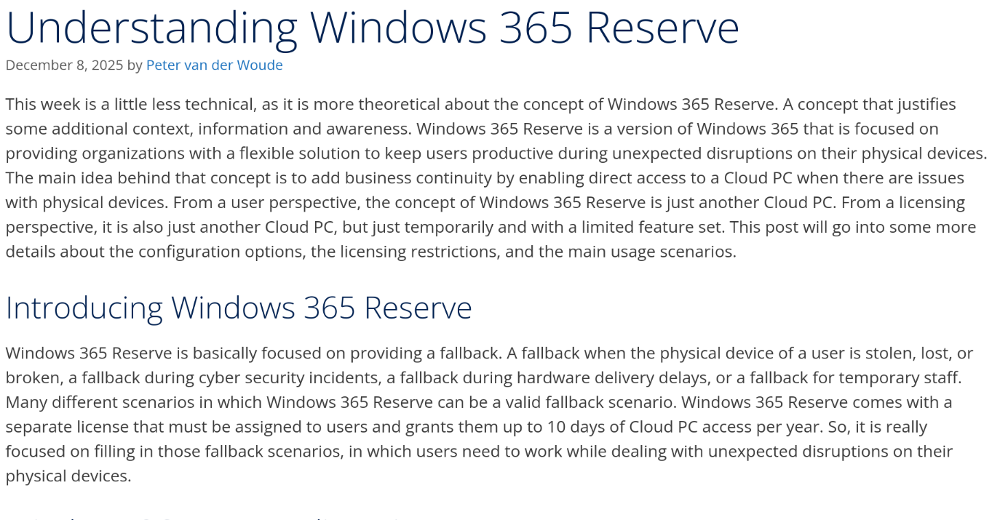 Understanding Windows 365 Reserve
December 8, 2025 by Peter van der Woude
This week is a little less technical, as it is more theoretical about the concept of Windows 365 Reserve. A concept that justifies
some additional context, information and awareness. Windows 365 Reserve is a version of Windows 365 that is focused on
providing organizations with a flexible solution to keep users productive during unexpected disruptions on their physical devices.
The main idea behind that concept is to add business continuity by enabling direct access to a Cloud PC when there are issues
with physical devices. From a user perspective, the concept of Windows 365 Reserve is just another Cloud PC. From a licensing
perspective, it is also just another Cloud PC, but just temporarily and with a limited feature set. This post will go into some more
details about the configuration options, the licensing restrictions, and the main usage scenarios.
Introducing Windows 365 Reserve
Windows 365 Reserve is basically focused on providing a fallback. A fallback when the physical device of a user is stolen, lost, or
broken, a fallback during cyber security incidents, a fallback during hardware delivery delays, or a fallback for temporary staff.
Many different scenarios in which Windows 365 Reserve can be a valid fallback scenario. Windows 365 Reserve comes with a
separate license that must be assigned to users and grants them up to 10 days of Cloud PC access per year. So, it is really
focused on filling in those fallback scenarios, in which users need to work while dealing with unexpected disruptions on their
physical devices.